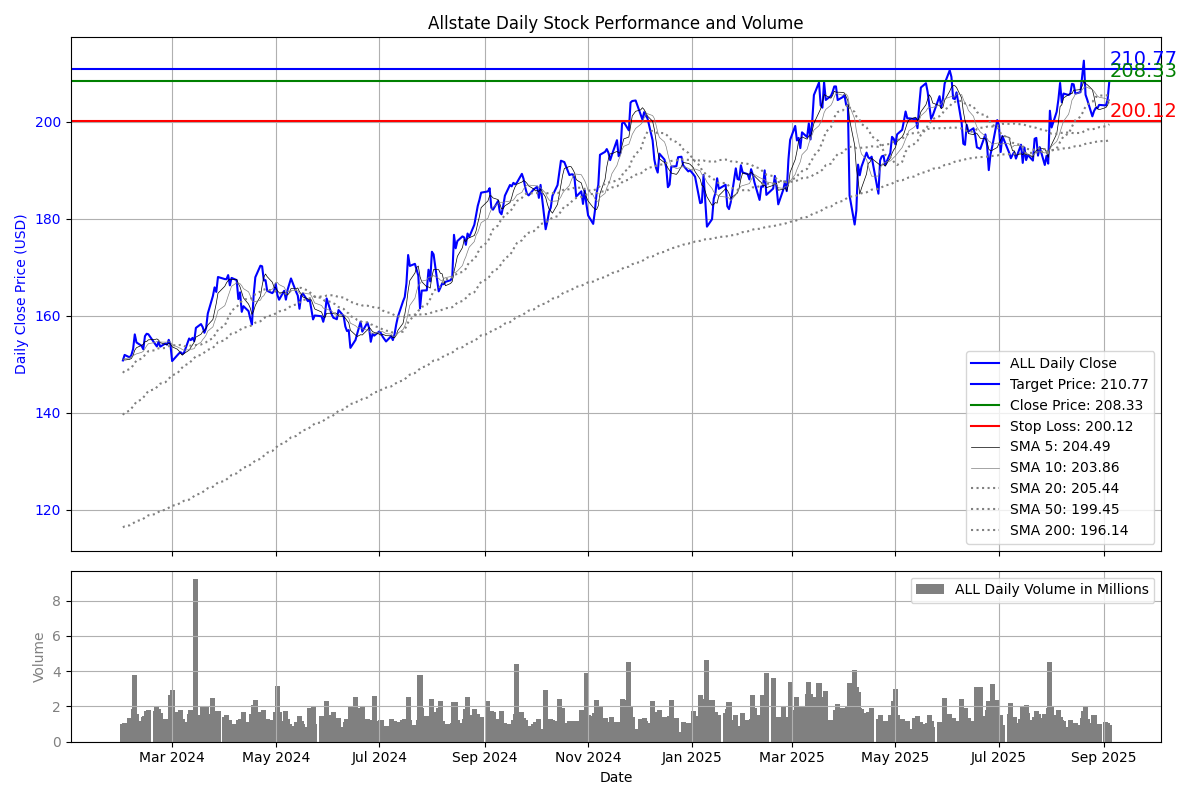 Allstate Daily Stock Performance and Volume
210.77
208.33
200.12
200
180
160
140
120
Daily Close Price (USD)
ALL Daily Close
Target Price: 210.77
Close Price: 208.33
Stop Loss: 200.12
SMA 5: 204.49
SMA 10: 203.86
SMA 20: 205.44
SMA 50: 199.45
SMA 200: 196.14
ALL Daily Volume in Millions
8
6
4
2
0
Volume
Mar 2024 May 2024 Jul 2024 Sep 2024 Nov 2024 Jan 2025 Mar 2025 May 2025 Jul 2025 Sep 2025
Date